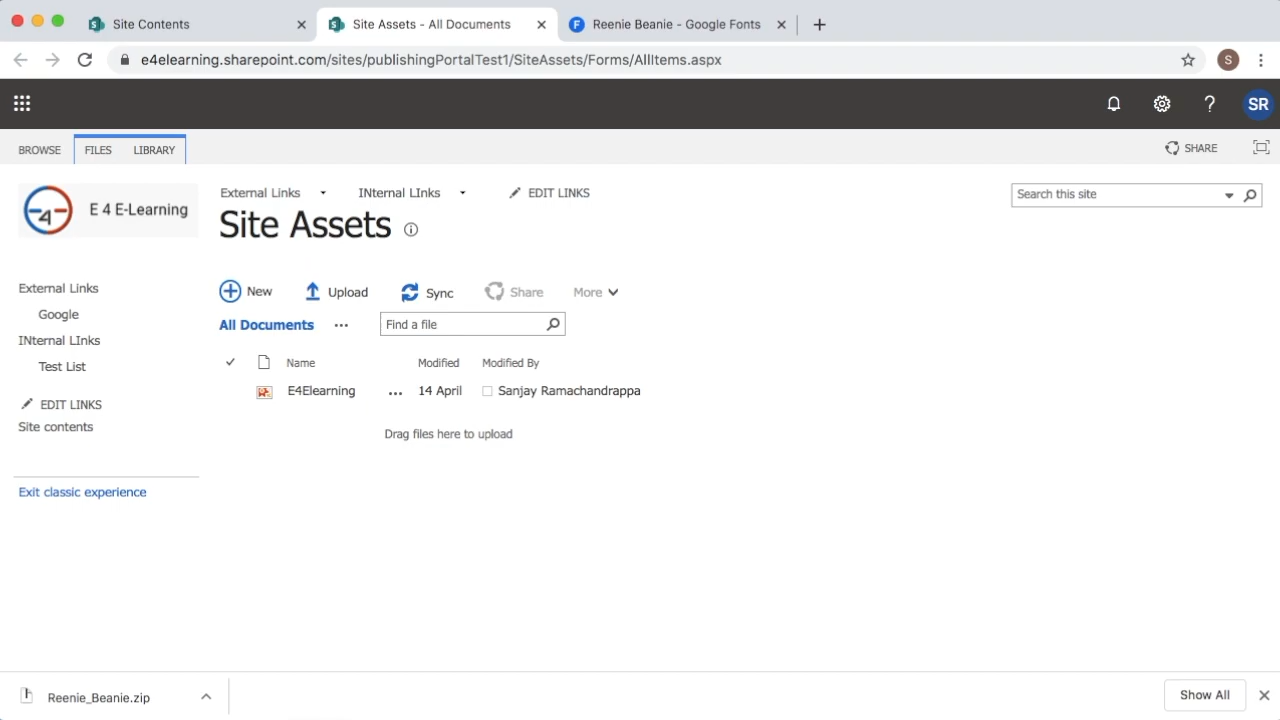 Site Contents
Site Assets - All Documents
Reenie Beanie - Google Fonts
e4elearning.sharepoint.com/sites/publishingPortalTest1/SiteAssets/Forms/AllItems.aspx
S
SR
BROWSE FILES LIBRARY SHARE
-4- E 4 E-Learning
External Links INternal LInks EDIT LINKS
Search this site
Site Assets
External Links
Google
INternal LInks
Test List
EDIT LINKS
Site contents
Exit classic experience
New Upload Sync Share More
All Documents ... Find a file
Name Modified Modified By
E4Elearning ... 14 April Sanjay Ramachandrappa
Drag files here to upload
Reenie_Beanie.zip
Show All